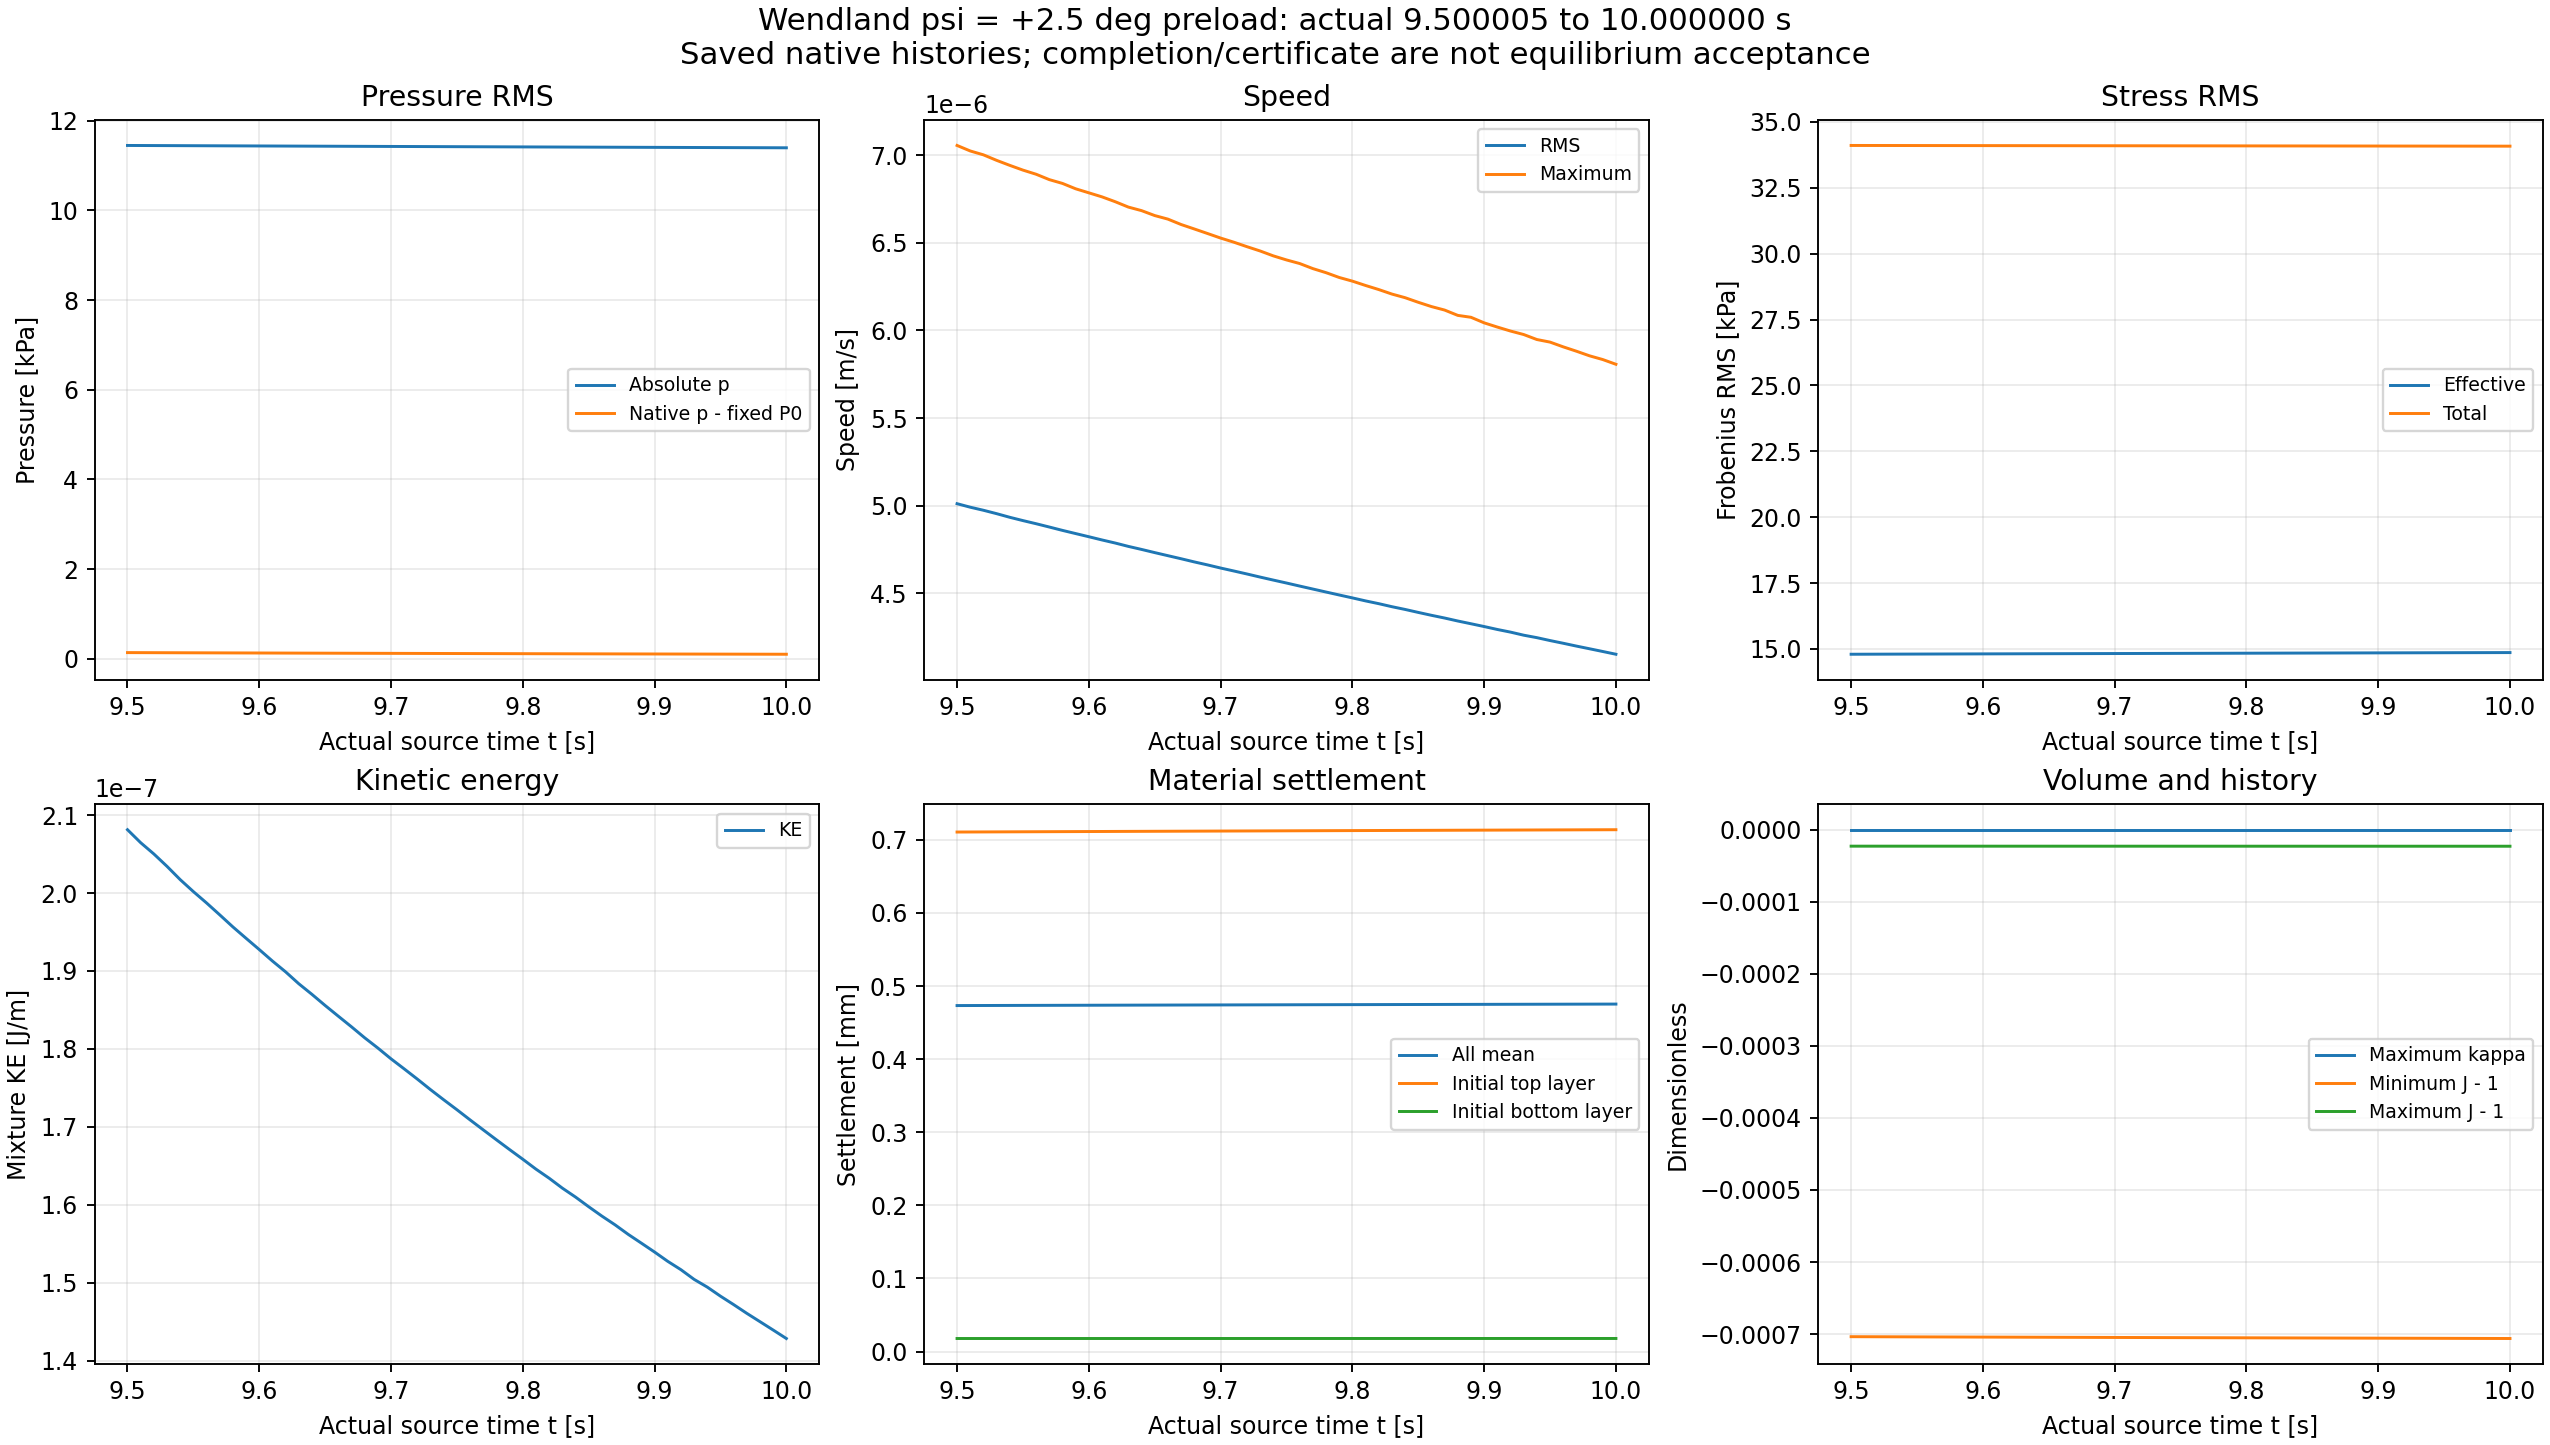 Wendland psi = +2.5 deg preload: actual 9.500005 to 10.000000 s
Saved native histories; completion/certificate are not equilibrium acceptance
Pressure RMS
12
10
8
6
4
2
0
Pressure [kPa]
Absolute p
Native p - fixed P0
9.5 9.6 9.7 9.8 9.9 10.0
Actual source time t [s]
Speed
1e−6
7.0
6.5
6.0
5.5
5.0
4.5
Speed [m/s]
RMS
Maximum
9.5 9.6 9.7 9.8 9.9 10.0
Actual source time t [s]
Stress RMS
35.0
32.5
30.0
27.5
25.0
22.5
20.0
17.5
15.0
Frobenius RMS [kPa]
Effective
Total
9.5 9.6 9.7 9.8 9.9 10.0
Actual source time t [s]
Kinetic energy
1e−7
2.1
2.0
1.9
1.8
1.7
1.6
1.5
1.4
Mixture KE [J/m]
KE
9.5 9.6 9.7 9.8 9.9 10.0
Actual source time t [s]
Material settlement
0.7
0.6
0.5
0.4
0.3
0.2
0.1
0.0
Settlement [mm]
All mean
Initial top layer
Initial bottom layer
9.5 9.6 9.7 9.8 9.9 10.0
Actual source time t [s]
Volume and history
0.0000
−0.0001
−0.0002
−0.0003
−0.0004
−0.0005
−0.0006
−0.0007
Dimensionless
Maximum kappa
Minimum J - 1
Maximum J - 1
9.5 9.6 9.7 9.8 9.9 10.0
Actual source time t [s]